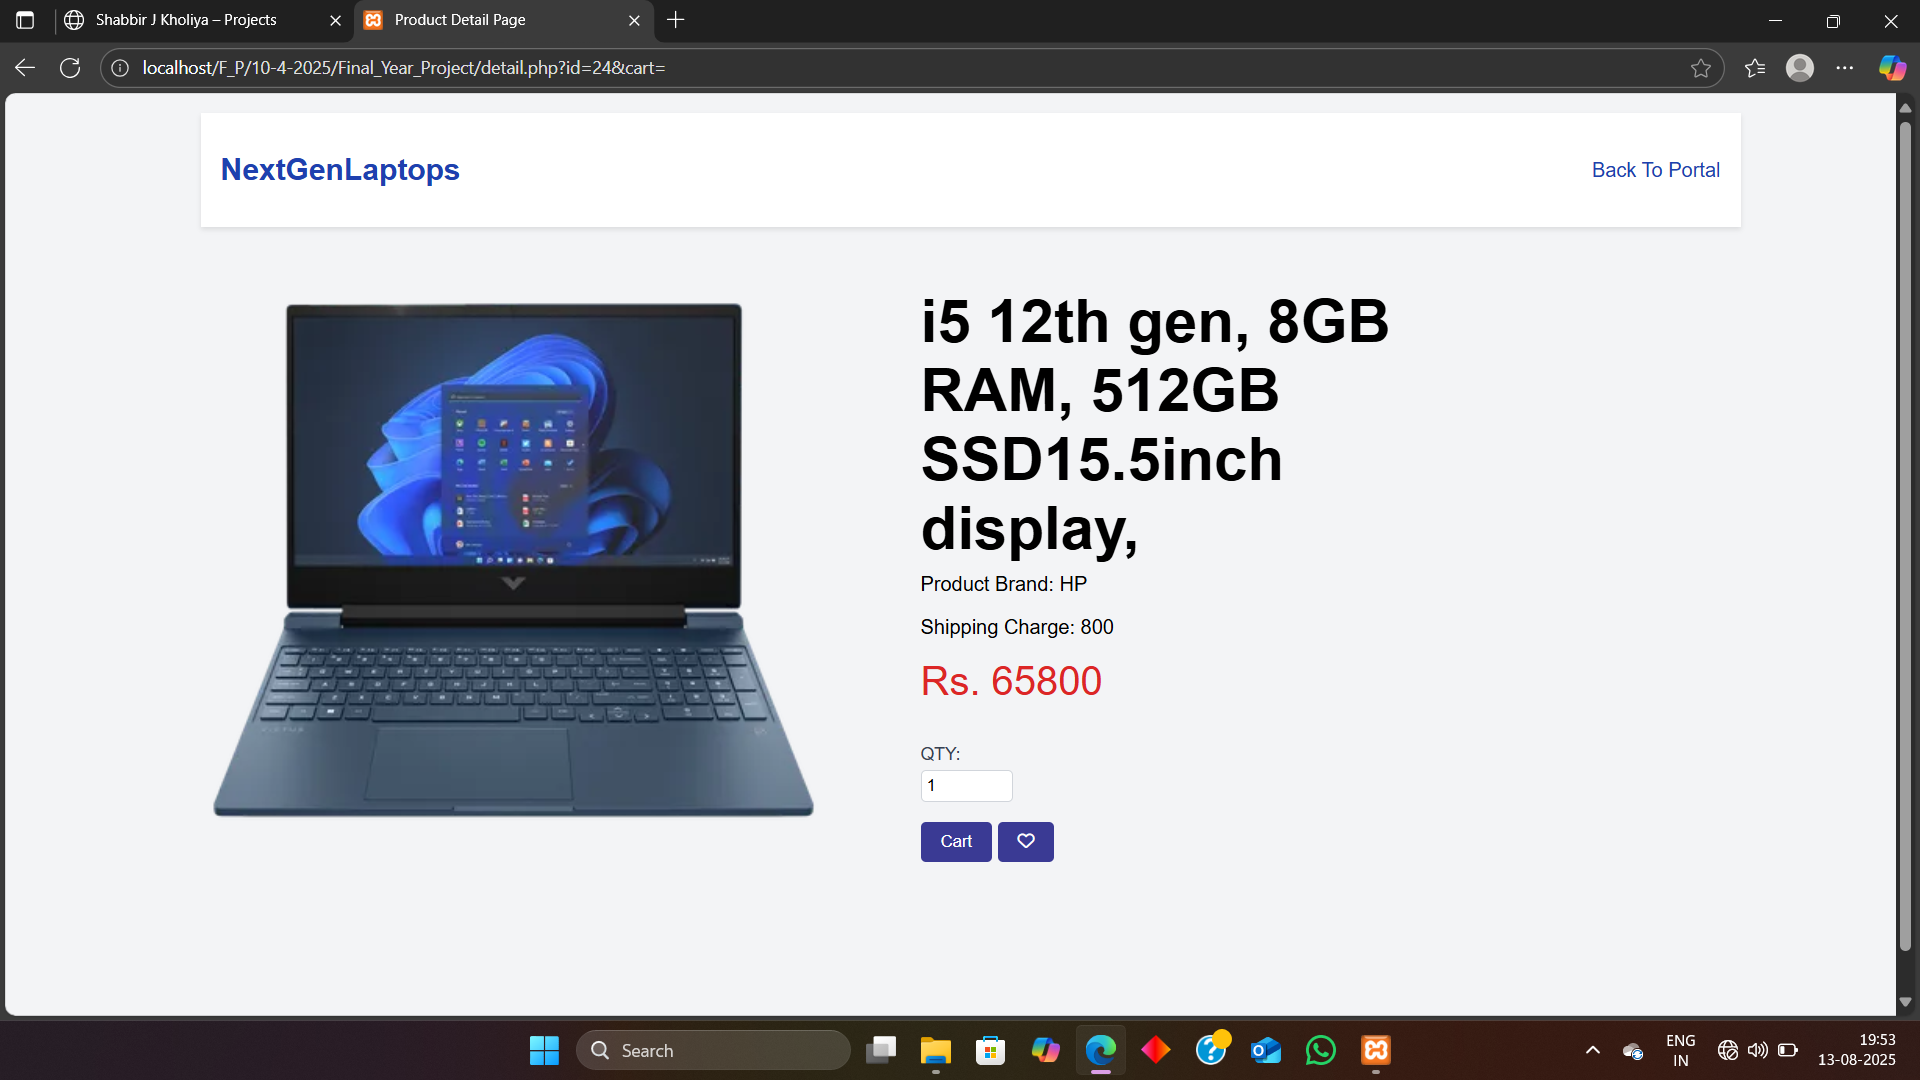 Shabbir J Kholiya – Projects
Product Detail Page
localhost/F_P/10-4-2025/Final_Year_Project/detail.php?id=24&cart=
NextGenLaptops
Back To Portal
i5 12th gen, 8GB
RAM, 512GB
SSD15.5inch
display,
Product Brand: HP
Shipping Charge: 800
Rs. 65800
QTY:
1
Cart
Search
ENG
IN
19:53
13-08-2025